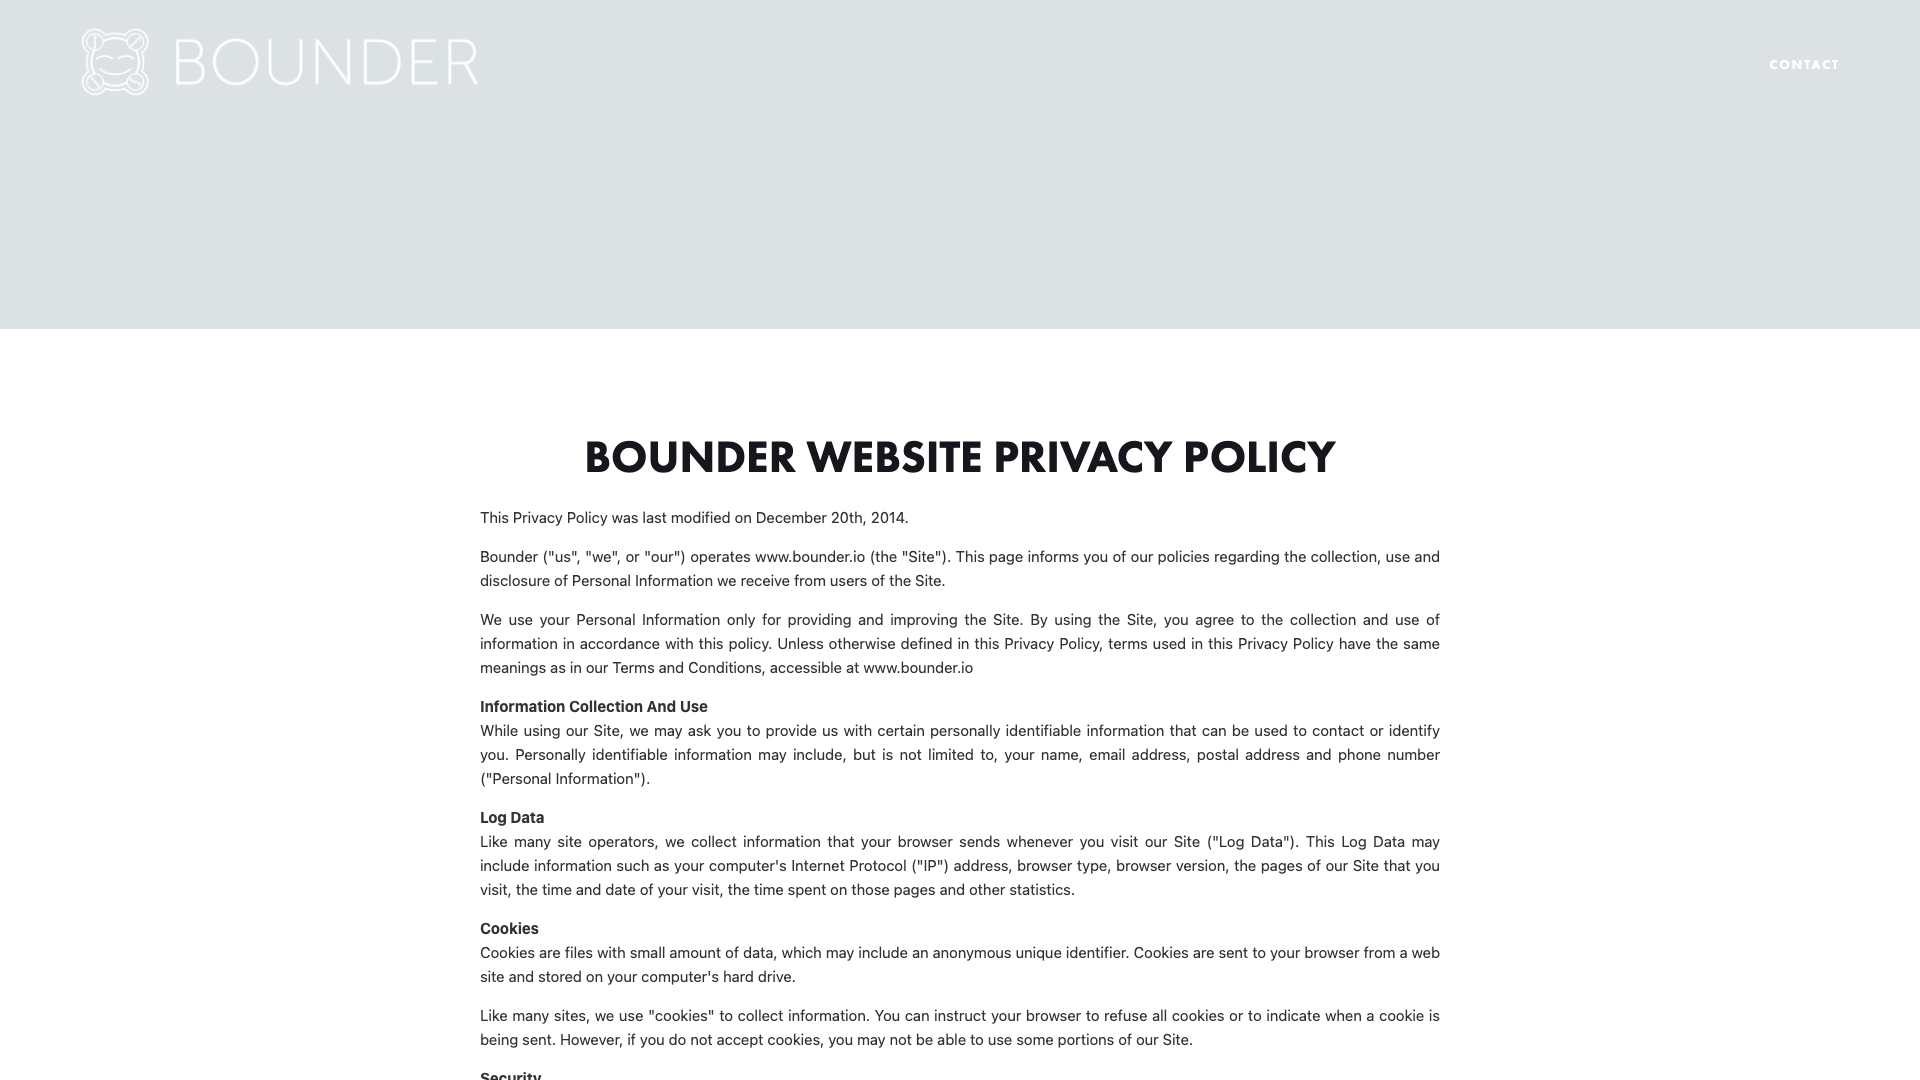 BOUNDER
CONTACT
BOUNDER WEBSITE PRIVACY POLICY
This Privacy Policy was last modified on December 20th, 2014.
Bounder ("us", "we", or "our") operates www.bounder.io (the "Site"). This page informs you of our policies regarding the collection, use and
disclosure of Personal Information we receive from users of the Site.
We use your Personal Information only for providing and improving the Site. By using the Site, you agree to the collection and use of
information in accordance with this policy. Unless otherwise defined in this Privacy Policy, terms used in this Privacy Policy have the same
meanings as in our Terms and Conditions, accessible at www.bounder.io
Information Collection And Use
While using our Site, we may ask you to provide us with certain personally identifiable information that can be used to contact or identify
you. Personally identifiable information may include, but is not limited to, your name, email address, postal address and phone number
("Personal Information").
Log Data
Like many site operators, we collect information that your browser sends whenever you visit our Site ("Log Data"). This Log Data may
include information such as your computer's Internet Protocol ("IP") address, browser type, browser version, the pages of our Site that you
visit, the time and date of your visit, the time spent on those pages and other statistics.
Cookies
Cookies are files with small amount of data, which may include an anonymous unique identifier. Cookies are sent to your browser from a web
site and stored on your computer's hard drive.
Like many sites, we use "cookies" to collect information. You can instruct your browser to refuse all cookies or to indicate when a cookie is
being sent. However, if you do not accept cookies, you may not be able to use some portions of our Site.
Security